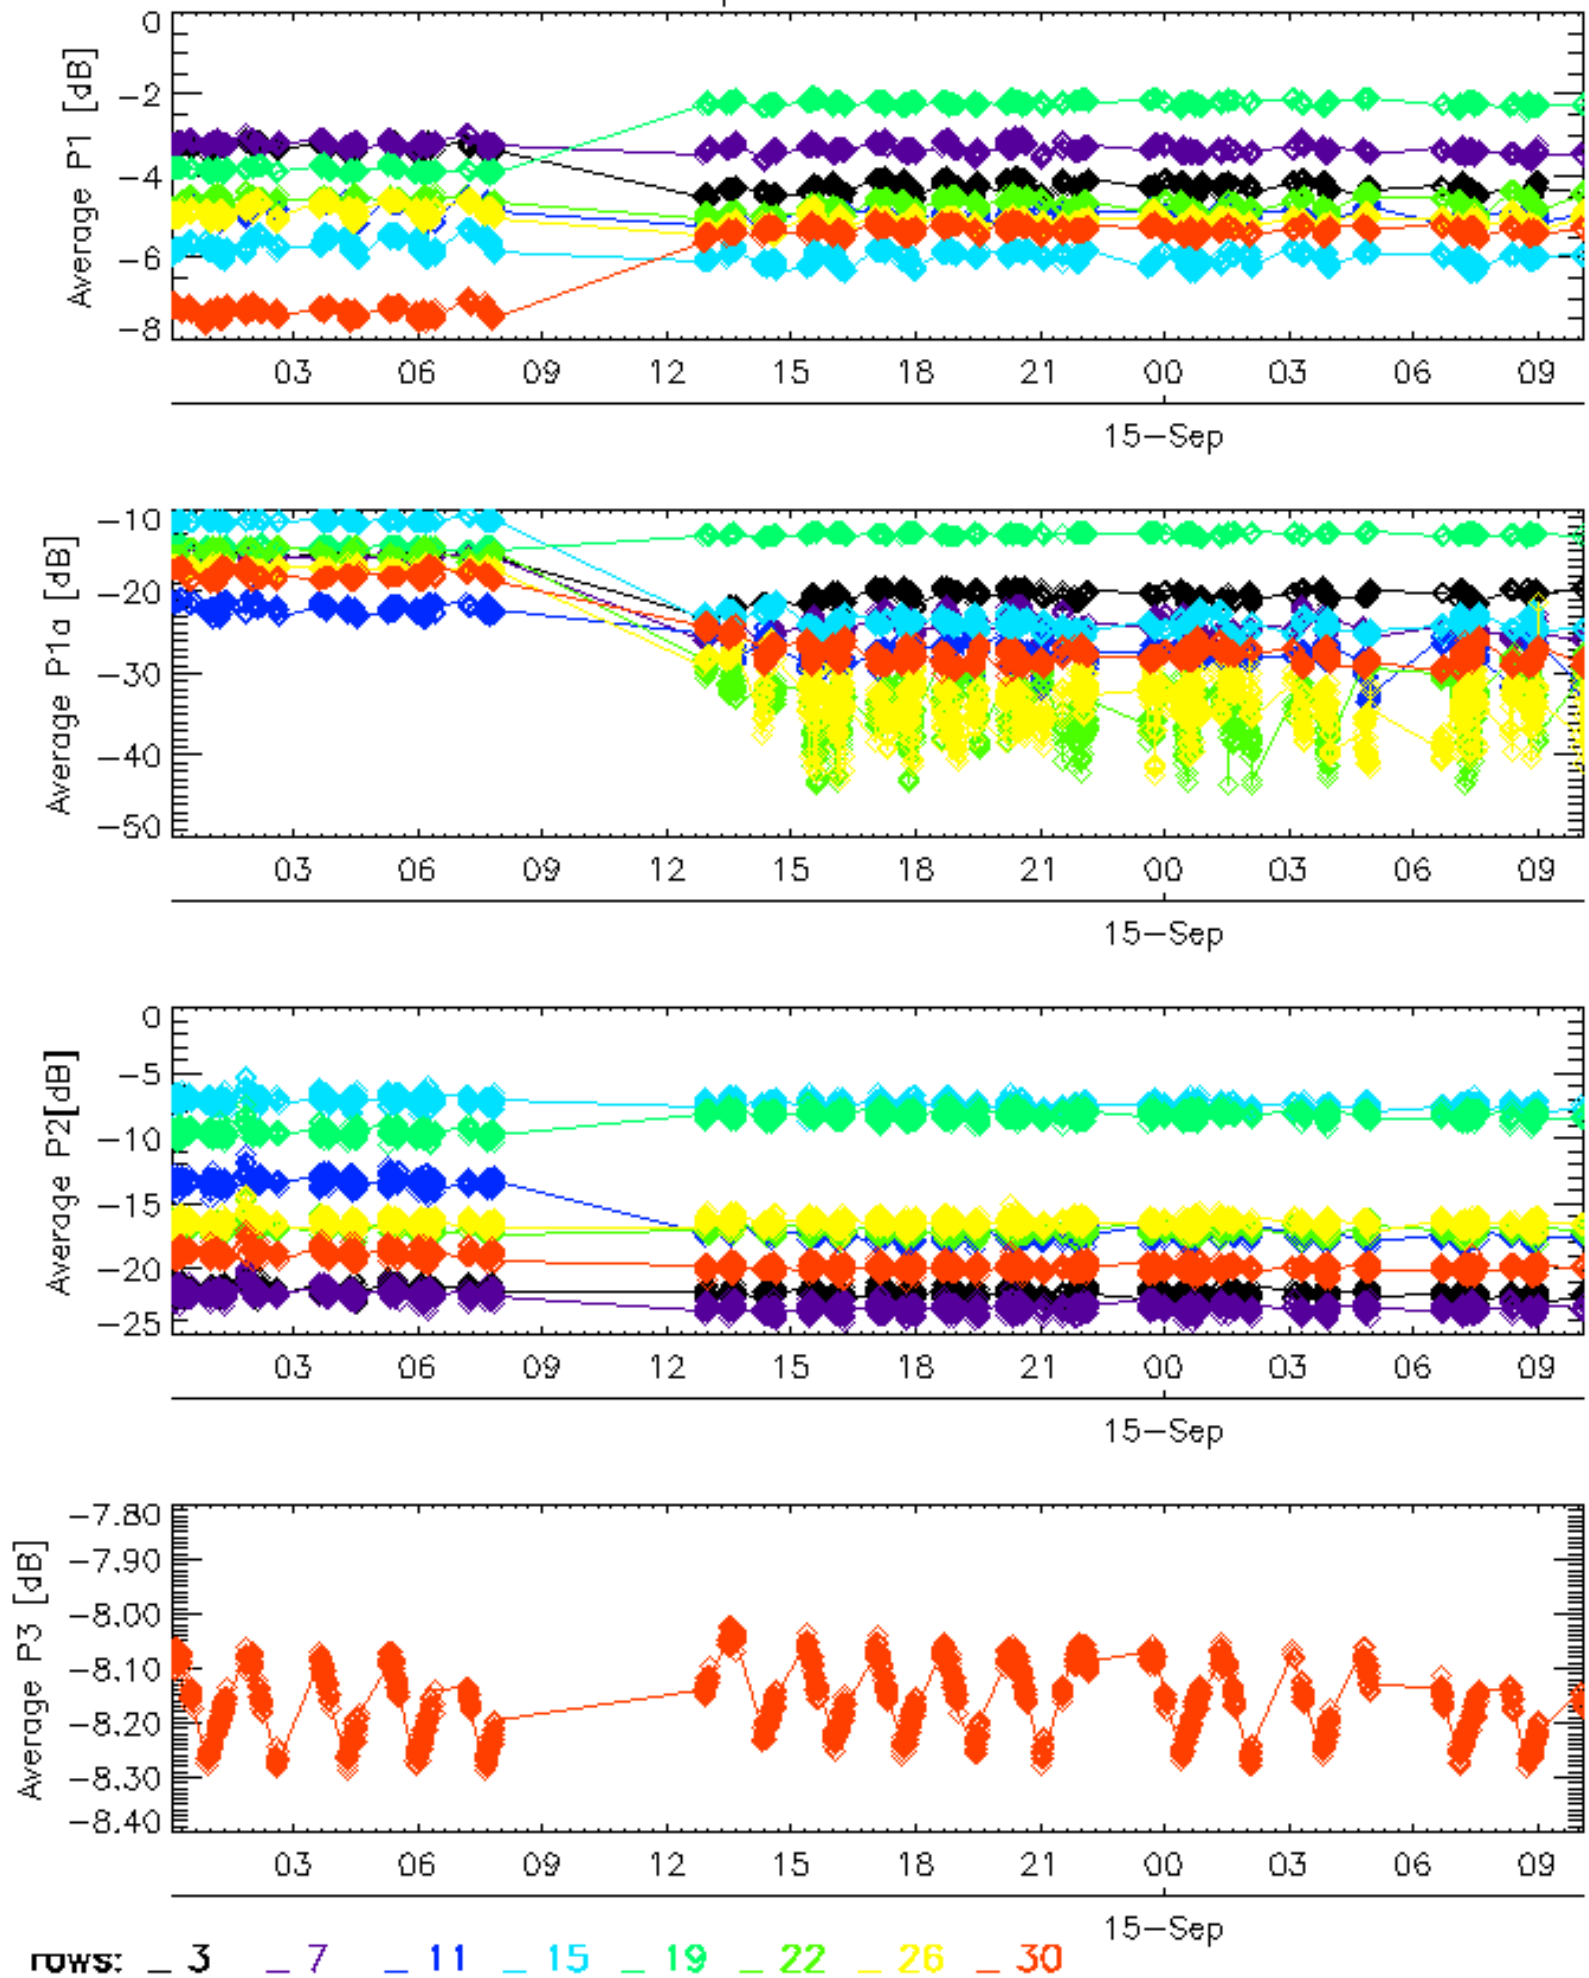 0
-2
-4
-6
-8
Average P1 [dB]
03 06 09 12 15 18 21 00 03 06 09
15-Sep
-10
-20
-30
-40
-50
Average P1a [dB]
03 06 09 12 15 18 21 00 03 06 09
15-Sep
0
-5
-10
-15
-20
-25
Average P2[dB]
03 06 09 12 15 18 21 00 03 06 09
15-Sep
-7.80
-7.90
-8.00
-8.10
-8.20
-8.30
-8.40
Average P3 [dB]
03 06 09 12 15 18 21 00 03 06 09
15-Sep
rows: _ 3 _ 7 _ 11 _ 15 _ 19 _ 22 _ 26 _ 30